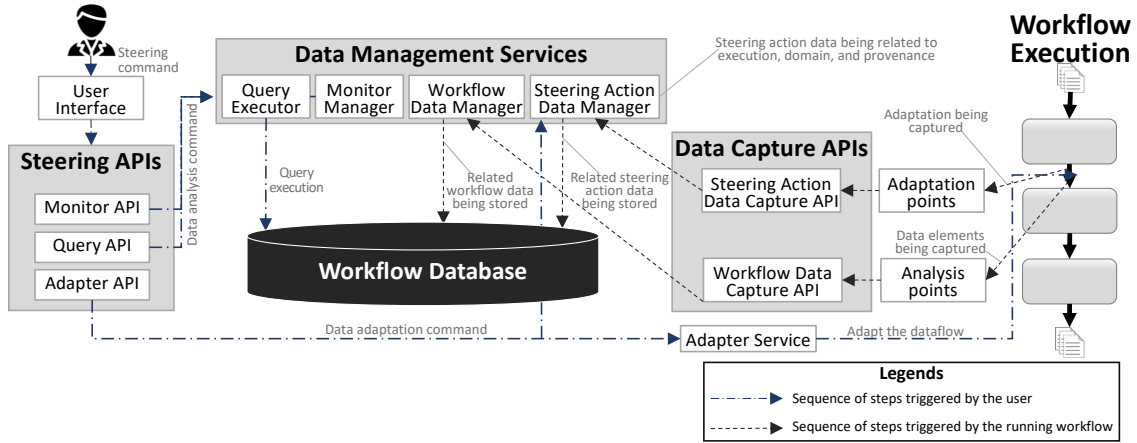 Steering
command
User
Interface
Steering APIs
Monitor API
Query API
Adapter API
Data analysis command
Data Management Services
Query
Executor
Monitor
Manager
Workflow
Data Manager
Steering Action
Data Manager
Steering action data being related to
execution, domain, and provenance
Workflow
Execution
Query
execution
Related
workflow data
being stored
Related steering
action data
being stored
Workflow Database
Data Capture APIs
Steering Action
Data Capture API
Workflow Data
Capture API
Adaptation being
captured
Adaptation
points
Data elements
being captured
Analysis
points
Data adaptation command
Adapter Service
Adapt the dataflow
Legends
Sequence of steps triggered by the user
Sequence of steps triggered by the running workflow